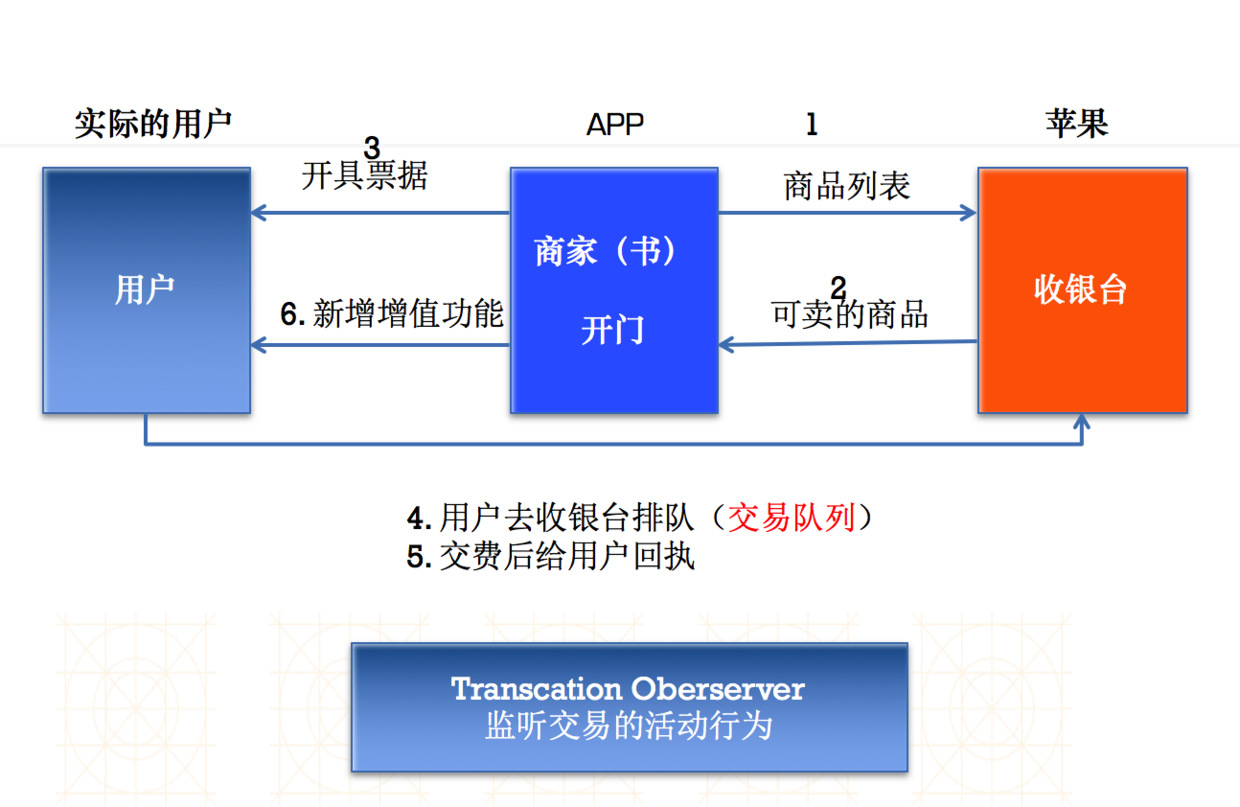 实际的用户
APP
1
苹果
3
开具票据
商品列表
用户
商家（书）
开门
收银台
2
可卖的商品
6. 新增增值功能
4. 用户去收银台排队（交易队列）
5. 交费后给用户回执
Transcation Oberserver
监听交易的活动行为